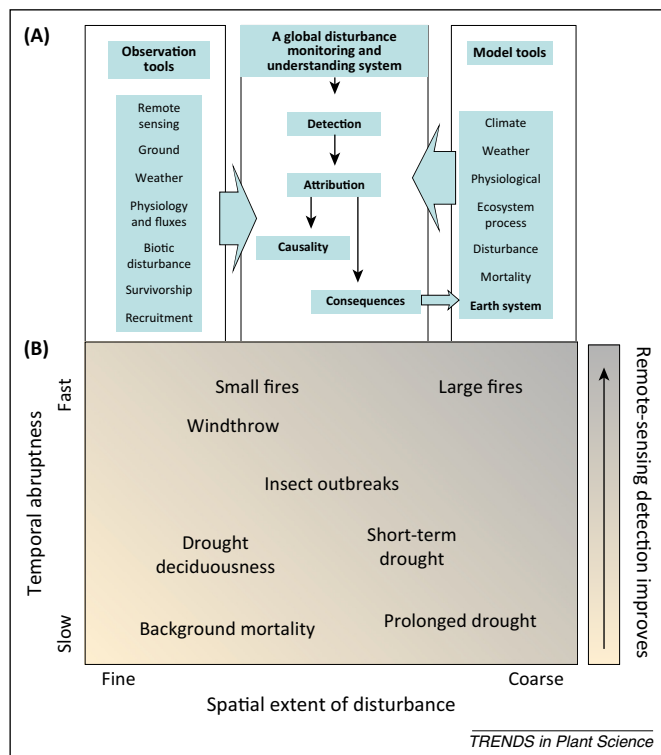 (A)
Observation
tools
Remote
sensing
Ground
Weather
Physiology
and fluxes
Biotic
disturbance
Survivorship
Recruitment
A global disturbance
monitoring and
understanding system
Detection
Attribution
Causality
Consequences
Model tools
Climate
Weather
Physiological
Ecosystem
process
Disturbance
Mortality
Earth system
(B)
Temporal abruptness
Fast
Slow
Small fires
Large fires
Windthrow
Insect outbreaks
Drought
deciduousness
Short-term
drought
Background mortality
Prolonged drought
Fine
Coarse
Spatial extent of disturbance
Remote-sensing detection improves
TRENDS in Plant Science